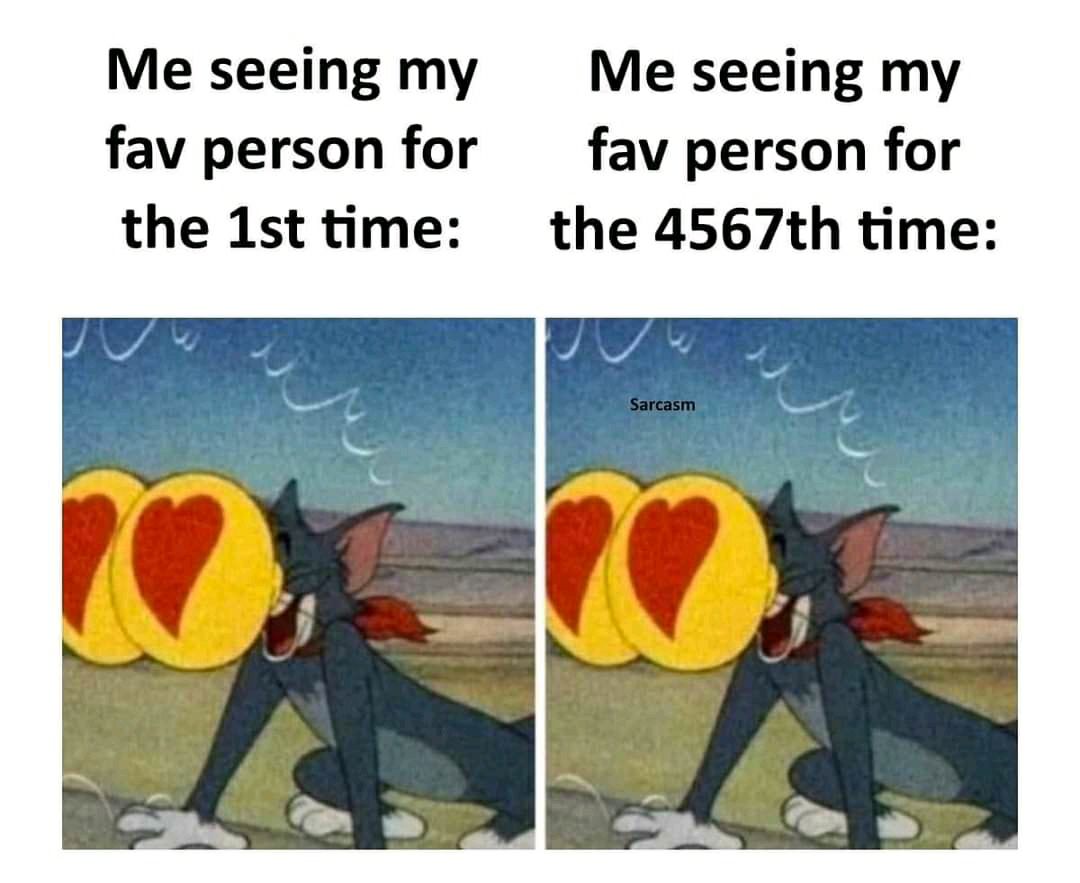 Me seeing my
fav person for
the 1st time:
Me seeing my
fav person for
the 4567th time:
Sarcasm